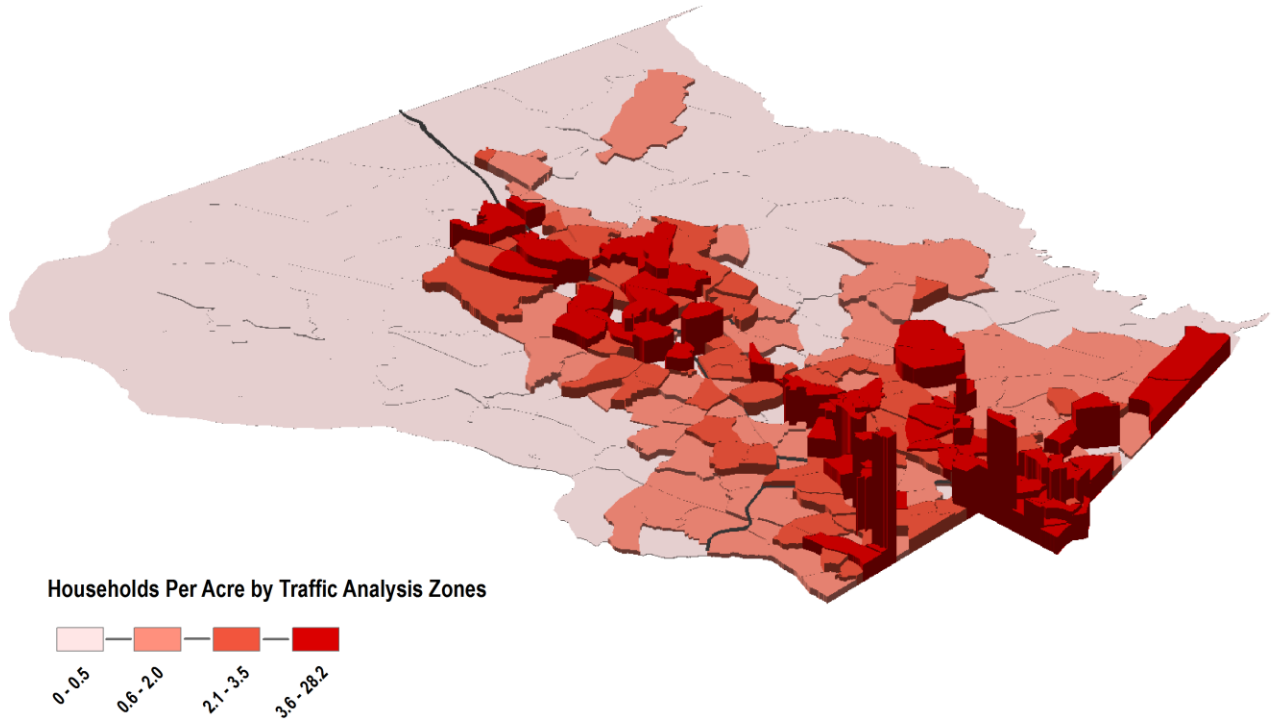 Households Per Acre by Traffic Analysis Zones
0 - 0.5
0.6 - 2.0
2.1 - 3.5
3.6 - 28.2